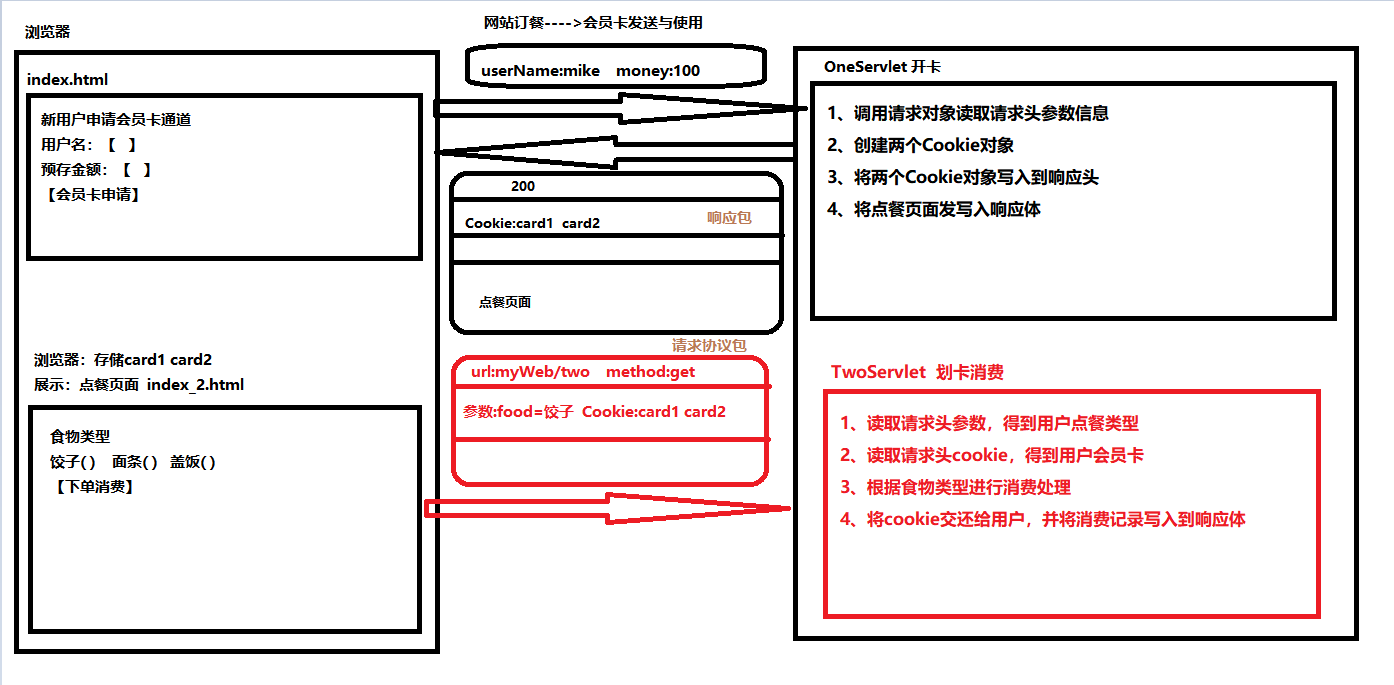 网站订餐---->会员卡发送与使用
浏览器
index.html
新用户申请会员卡通道
用户名：【 】
预存金额：【 】
【会员卡申请】
浏览器：存储card1 card2
展示：点餐页面 index_2.html
食物类型
饺子( ) 面条( ) 盖饭( )
【下单消费】
userName:mike money:100
200
Cookie:card1 card2
响应包
点餐页面
请求协议包
url:myWeb/two method:get
参数:food=饺子 Cookie:card1 card2
OneServlet 开卡
1、调用请求对象读取请求头参数信息
2、创建两个Cookie对象
3、将两个Cookie对象写入到响应头
4、将点餐页面发写入响应体
TwoServlet 划卡消费
1、读取请求头参数，得到用户点餐类型
2、读取请求头cookie，得到用户会员卡
3、根据食物类型进行消费处理
4、将cookie交还给用户，并将消费记录写入到响应体